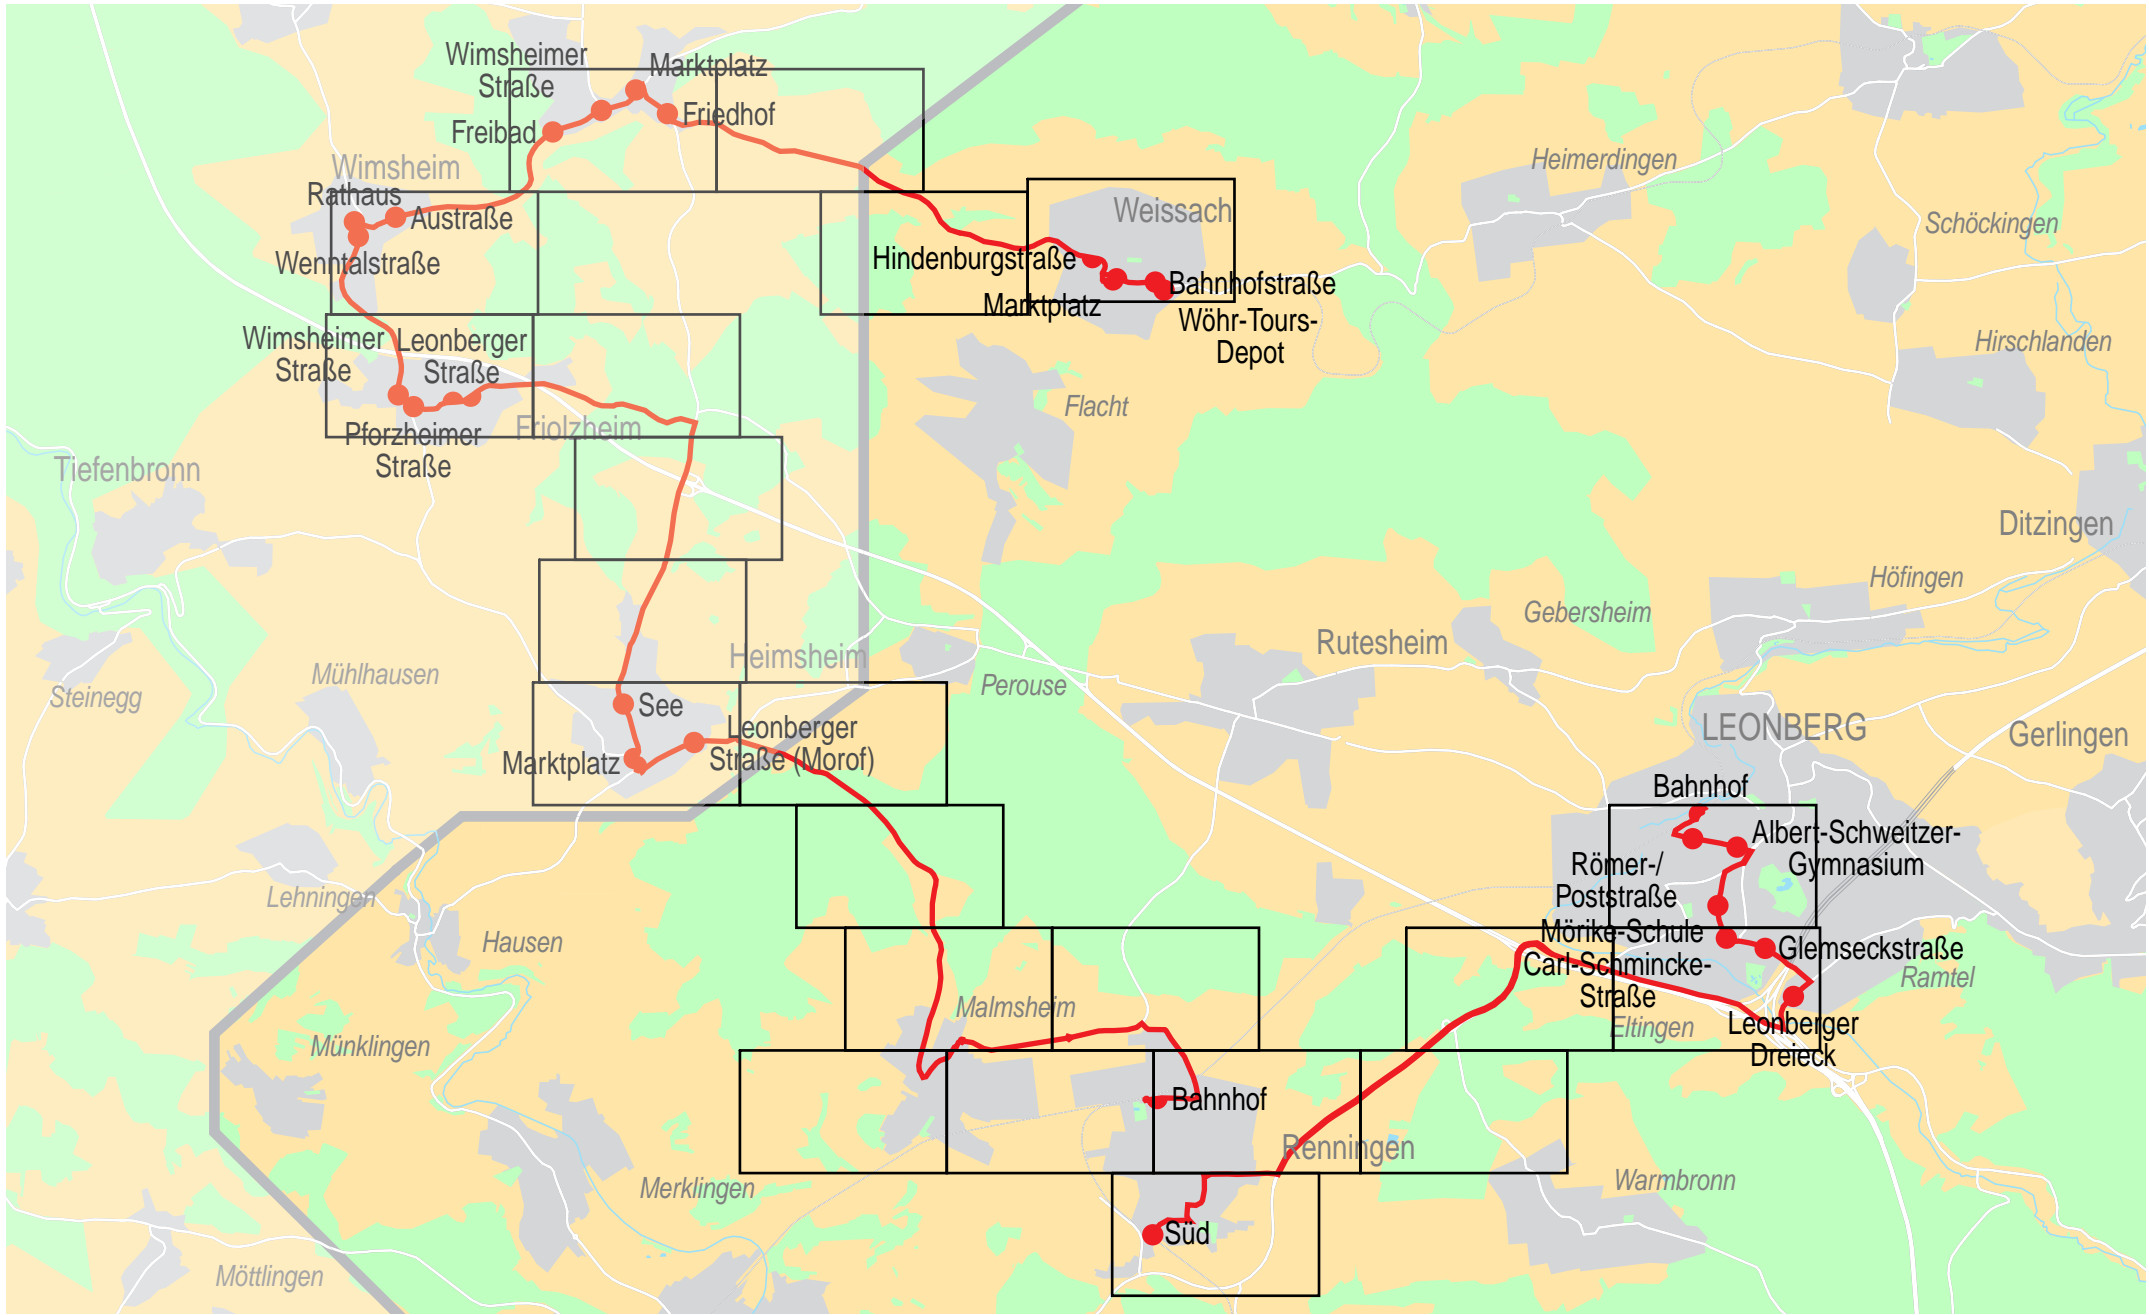 Wimsheimer
Straße
Marktplatz
Freibad
Friedhof
Wimsheim
Rathaus
Austraße
Wenntalstraße
Heimerdingen
Weissach
Schöckingen
Hindenburgstraße
Marktplatz
Bahnhofstraße
Wöhr-Tours-
Depot
Wimsheimer
Straße
Leonberger
Straße
Hirschlanden
Flacht
Friolzheim
Pforzheimer
Straße
Tiefenbronn
Ditzingen
Höfingen
Gebersheim
Rutesheim
Heimsheim
Mühlhausen
Steinegg
Perouse
See
Leonberger
Straße (Morof)
Marktplatz
LEONBERG
Gerlingen
Bahnhof
Albert-Schweitzer-
Gymnasium
Römer-/
Poststraße
Lehningen
Hausen
Mörike-Schule
Glemseckstraße
Carl-Schmincke-
Straße
Ramtel
Malmsheim
Eltingen
Leonberger
Dreieck
Münklingen
Bahnhof
Renningen
Merklingen
Warmbronn
Süd
Möttlingen